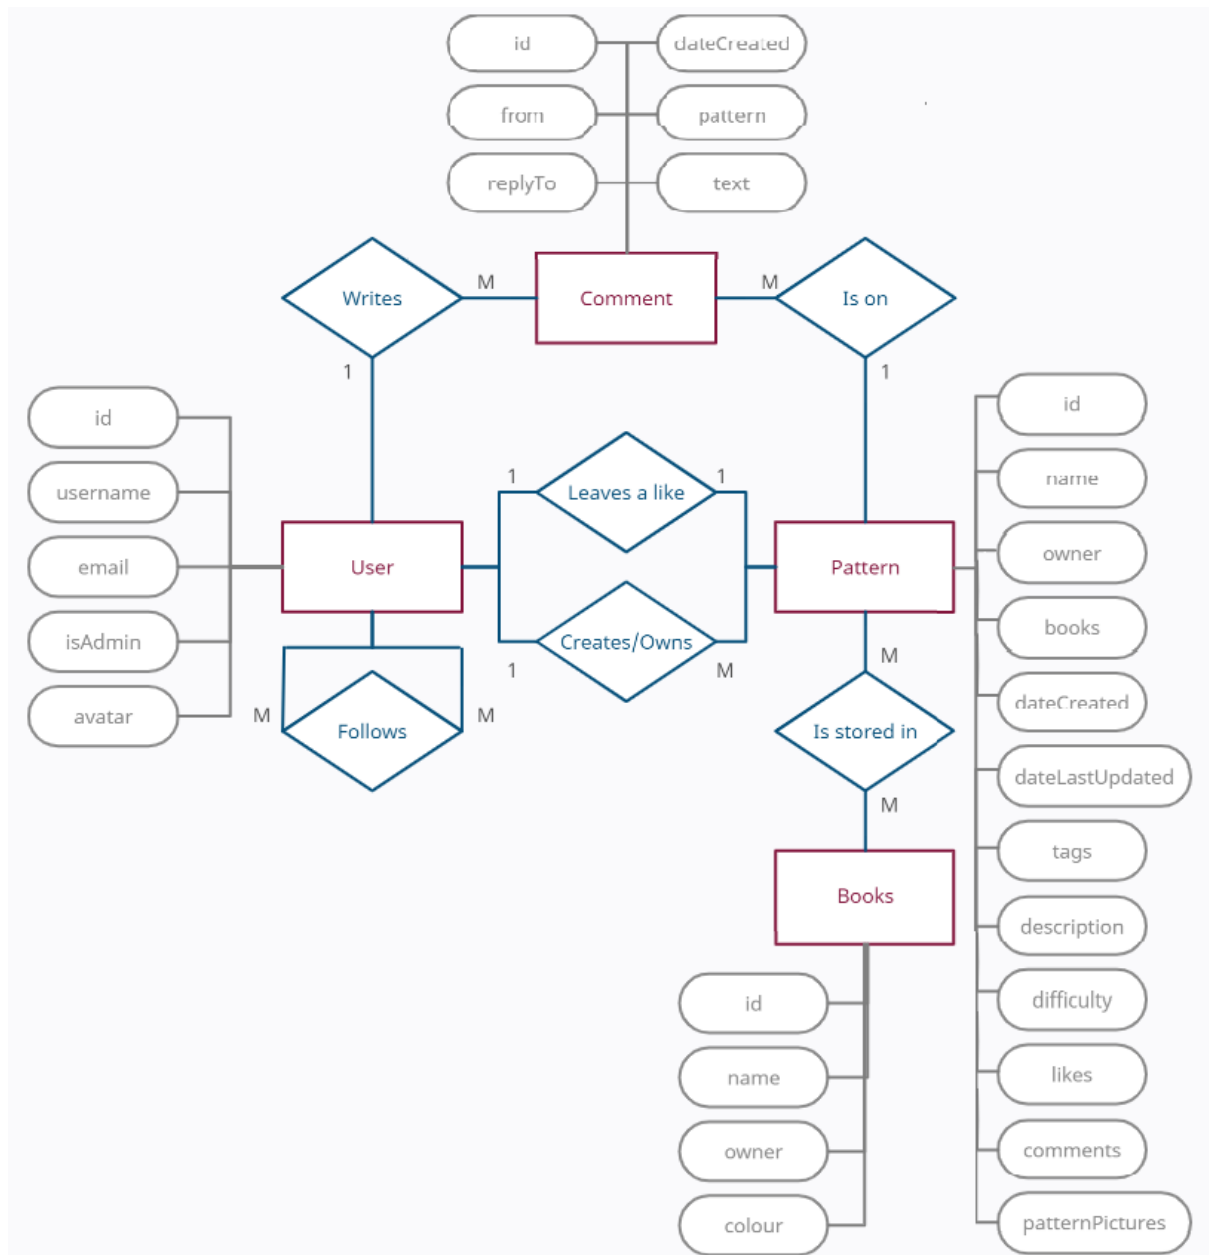 id
dateCreated
from
pattern
replyTo
text
Writes
M
Comment
M
Is on
1
1
id
username
email
isAdmin
avatar
User
1
Leaves a like
1
Pattern
1
Creates/Owns
M
M
Follows
M
M
Is stored in
M
Books
id
name
owner
books
dateCreated
dateLastUpdated
tags
description
difficulty
likes
comments
patternPictures
id
name
owner
colour